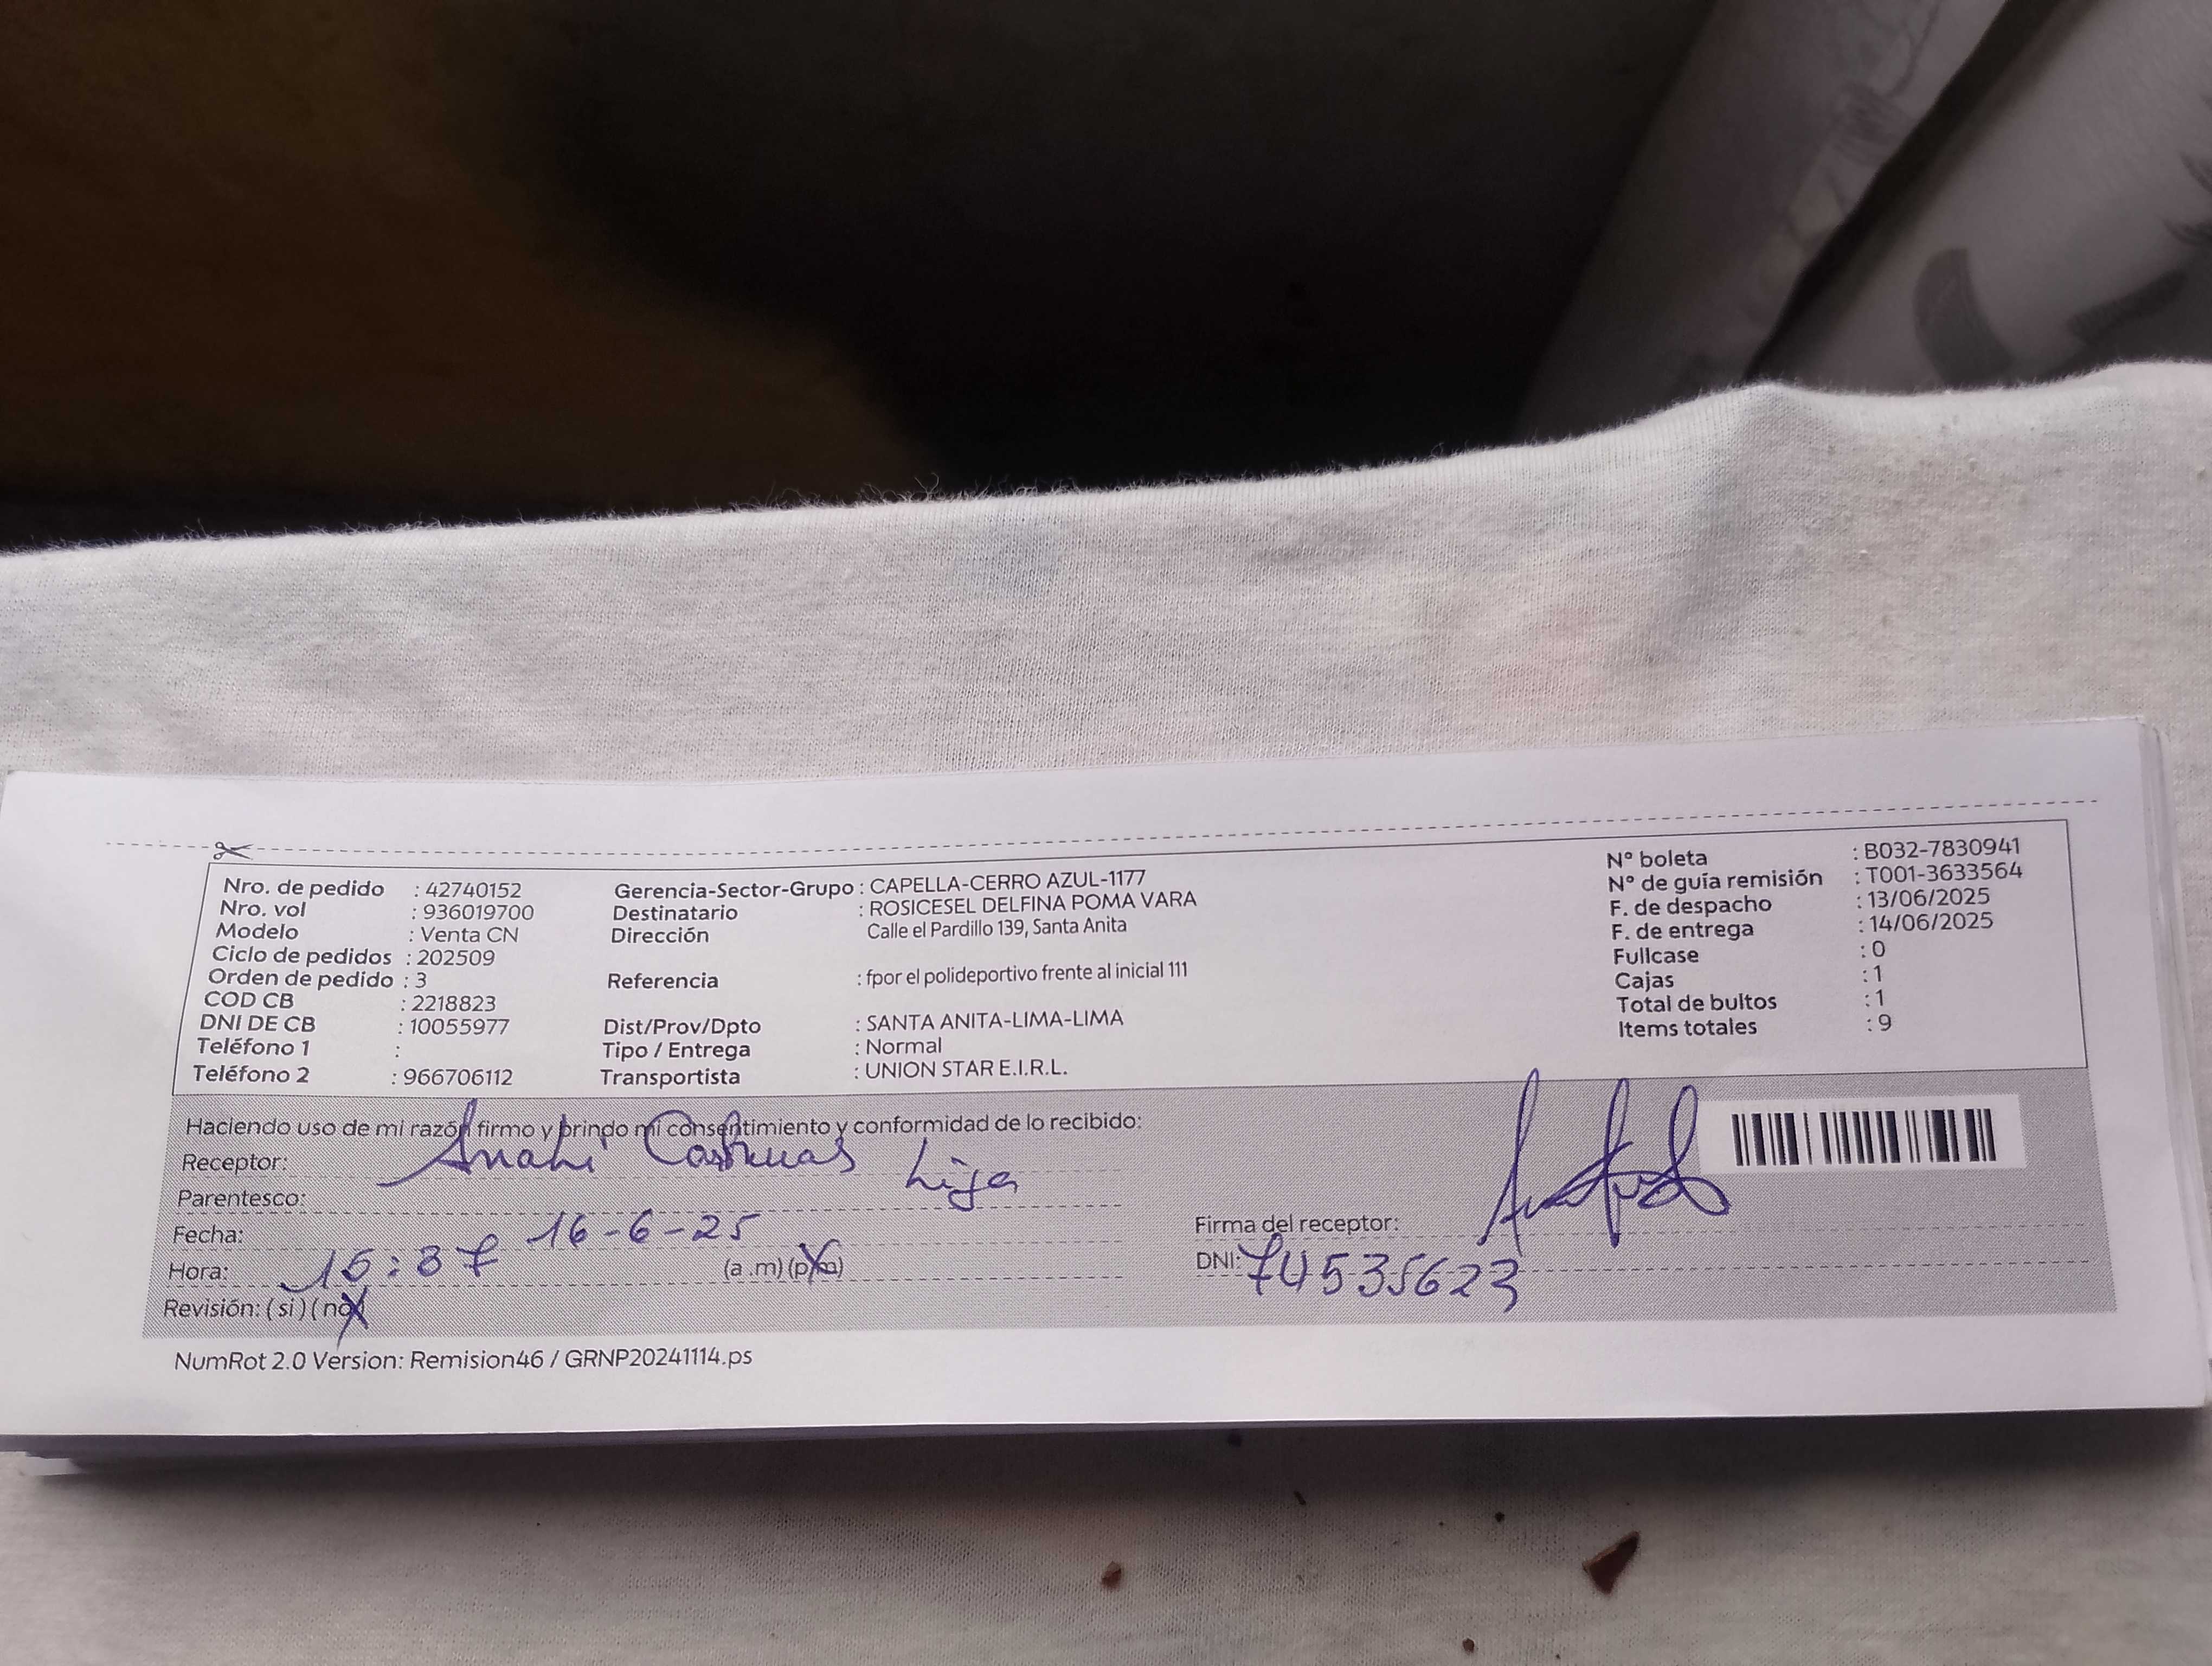 Nro. de pedido : 42740152
Nro. vol : 936019700
Modelo : Venta CN
Ciclo de pedidos : 202509
Orden de pedido : 3
COD CB : 2218823
DNI DE CB : 10055977
Teléfono 1 :
Teléfono 2 : 966706112
Gerencia-Sector-Grupo : CAPELLA-CERRO AZUL-1177
Destinatario : ROSICESEL DELFINA POMA VARA
Dirección Calle el Pardillo 139, Santa Anita
Referencia : fpor el polideportivo frente al inicial 111
Dist/Prov/Dpto : SANTA ANITA-LIMA-LIMA
Tipo / Entrega : Normal
Transportista : UNION STAR E.I.R.L.
N° boleta : B032-7830941
N° de guía remisión : T001-3633564
F. de despacho : 13/06/2025
F. de entrega : 14/06/2025
Fullcase : 0
Cajas : 1
Total de bultos : 1
Items totales : 9
Haciendo uso de mi razón firmo y brindo mi consentimiento y conformidad de lo recibido:
Receptor: Anahi
Parentesco: hija
Fecha: 16-6-25
Hora: (a .m) (p.m)
Revisión: ( si ) ( no )
Firma del receptor:
DNI: 74535623
NumRot 2.0 Version: Remision46 / GRNP20241114.ps